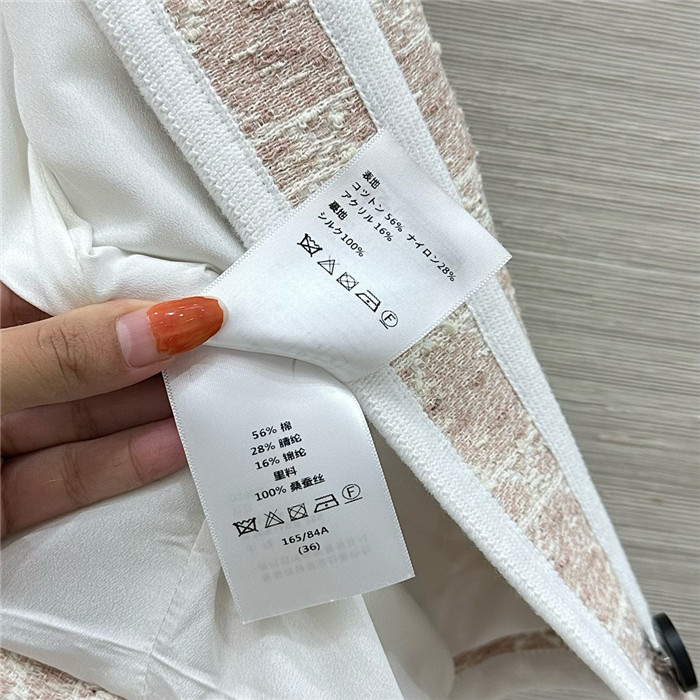 表地
コットン 56% ナイロン28%
アクリル 16%
裏地
シルク100%
F
56% 棉
28% 腈纶
16% 锦纶
里料
100% 桑蚕丝
F
165/84A
(36)